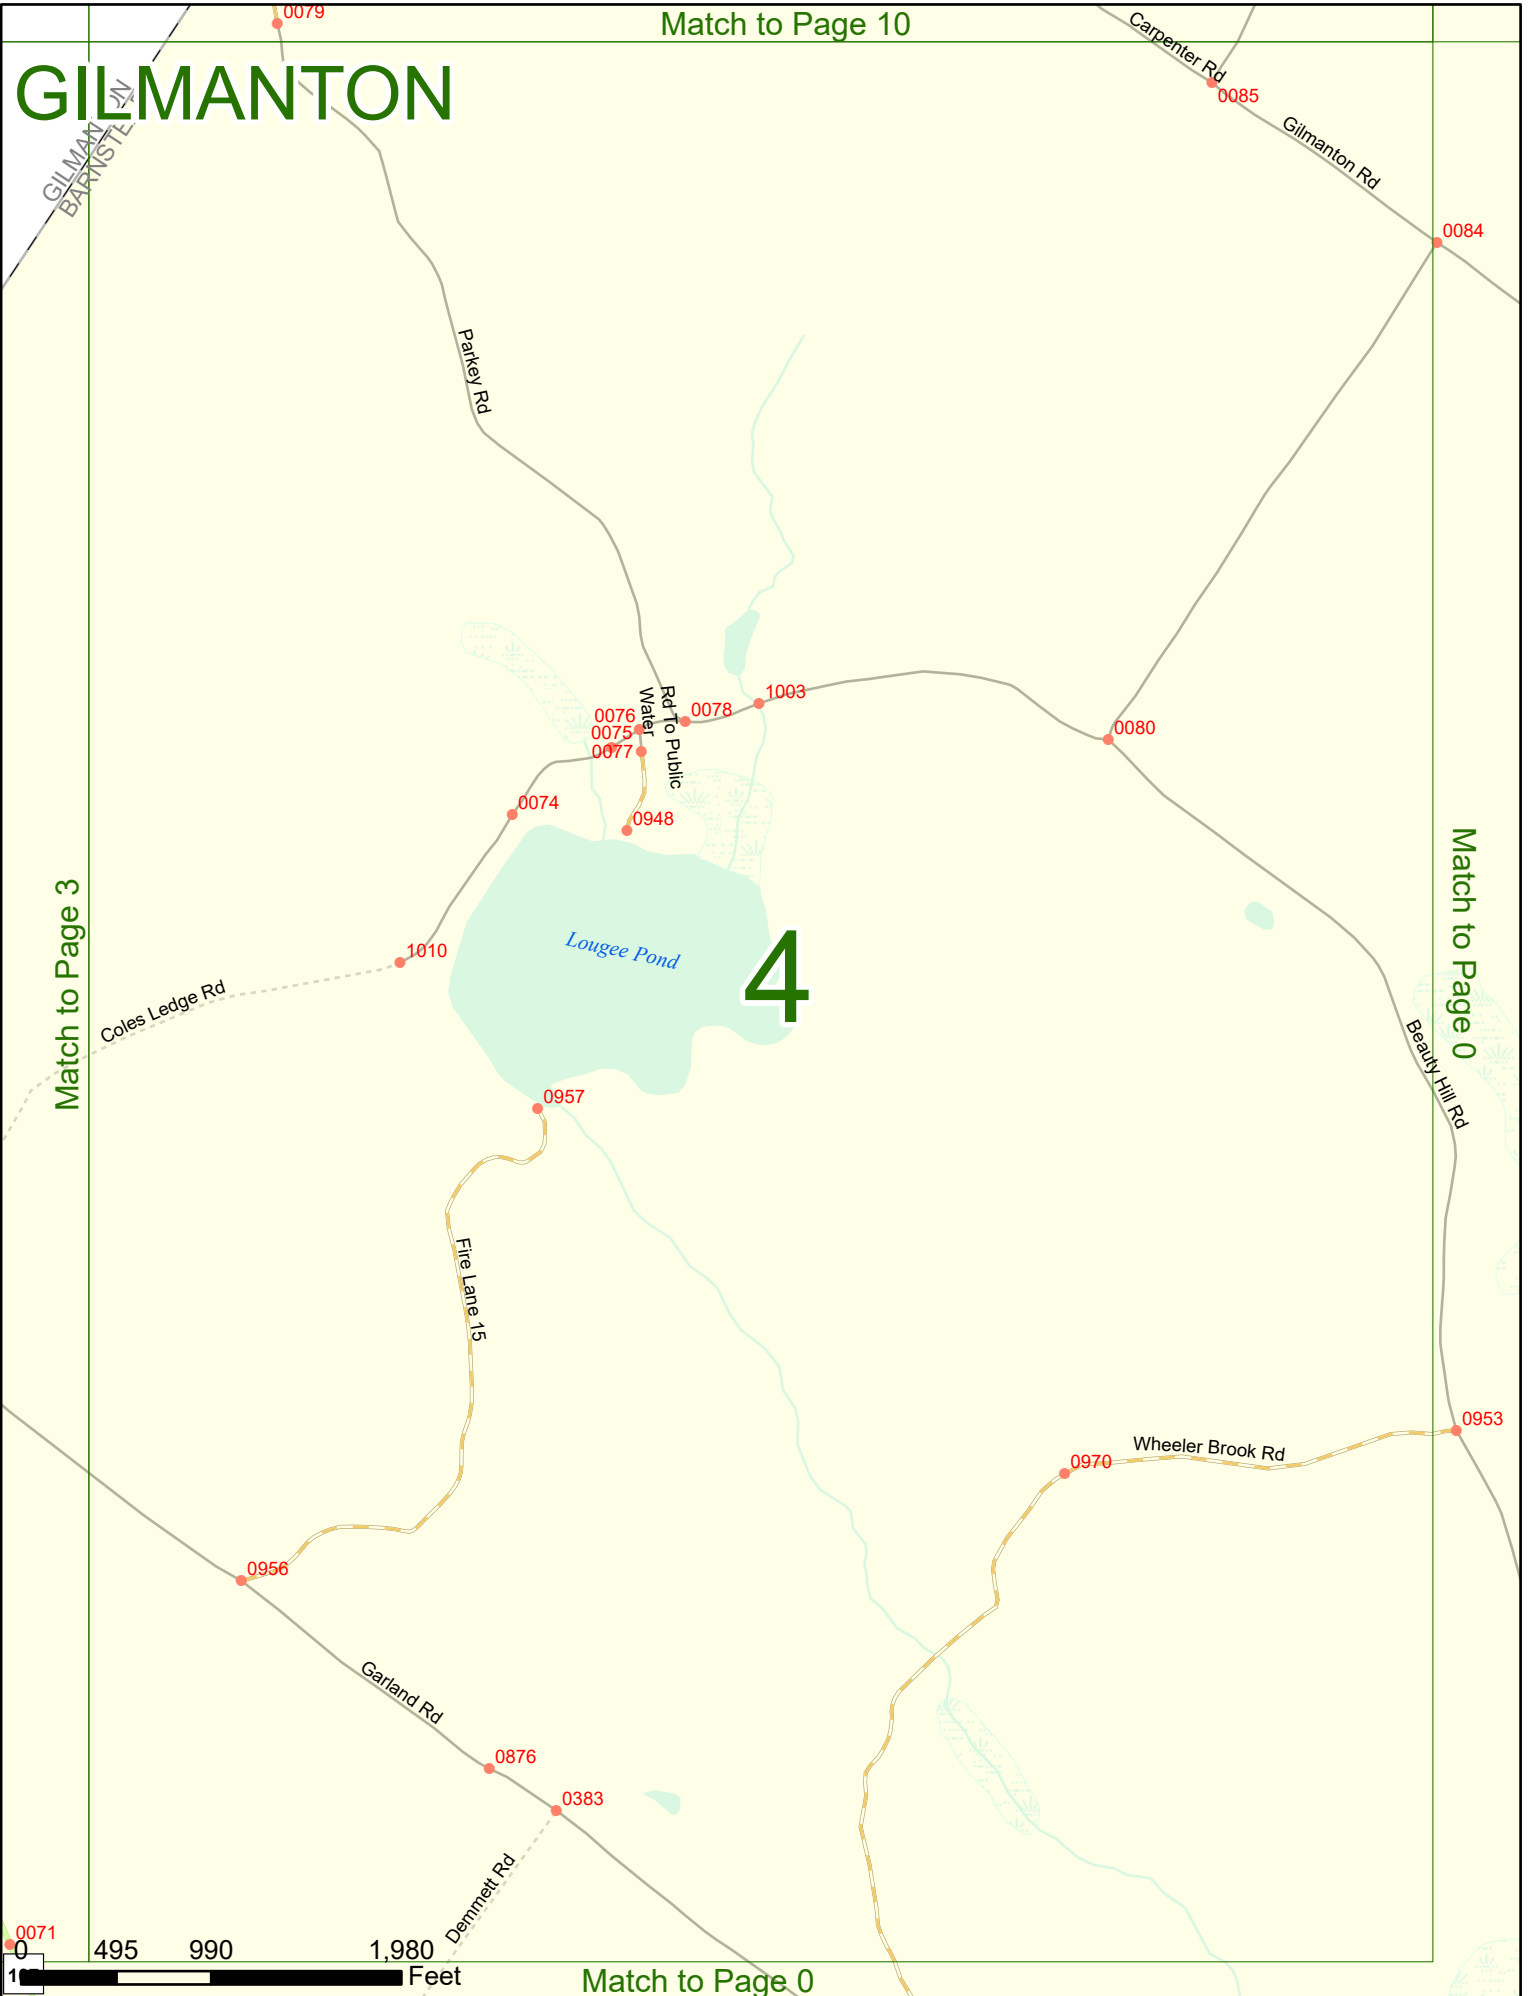 0079
Match to Page 10
Carpenter Rd
GILMANTON
0085
GILMANTON
BARNSTE
Gilmanton Rd
0084
Parkey Rd
1003
0076
Rd To Public
Water
0078
0075
0080
0077
0074
0948
Match to Page 3
Match to Page 0
Lougee Pond
4
1010
Coles Ledge Rd
Beauty Hill Rd
0957
Fire Lane 15
0953
Wheeler Brook Rd
0970
0956
Garland Rd
0876
0383
Demmett Rd
0071
0 495 990 1,980
Feet
Match to Page 0